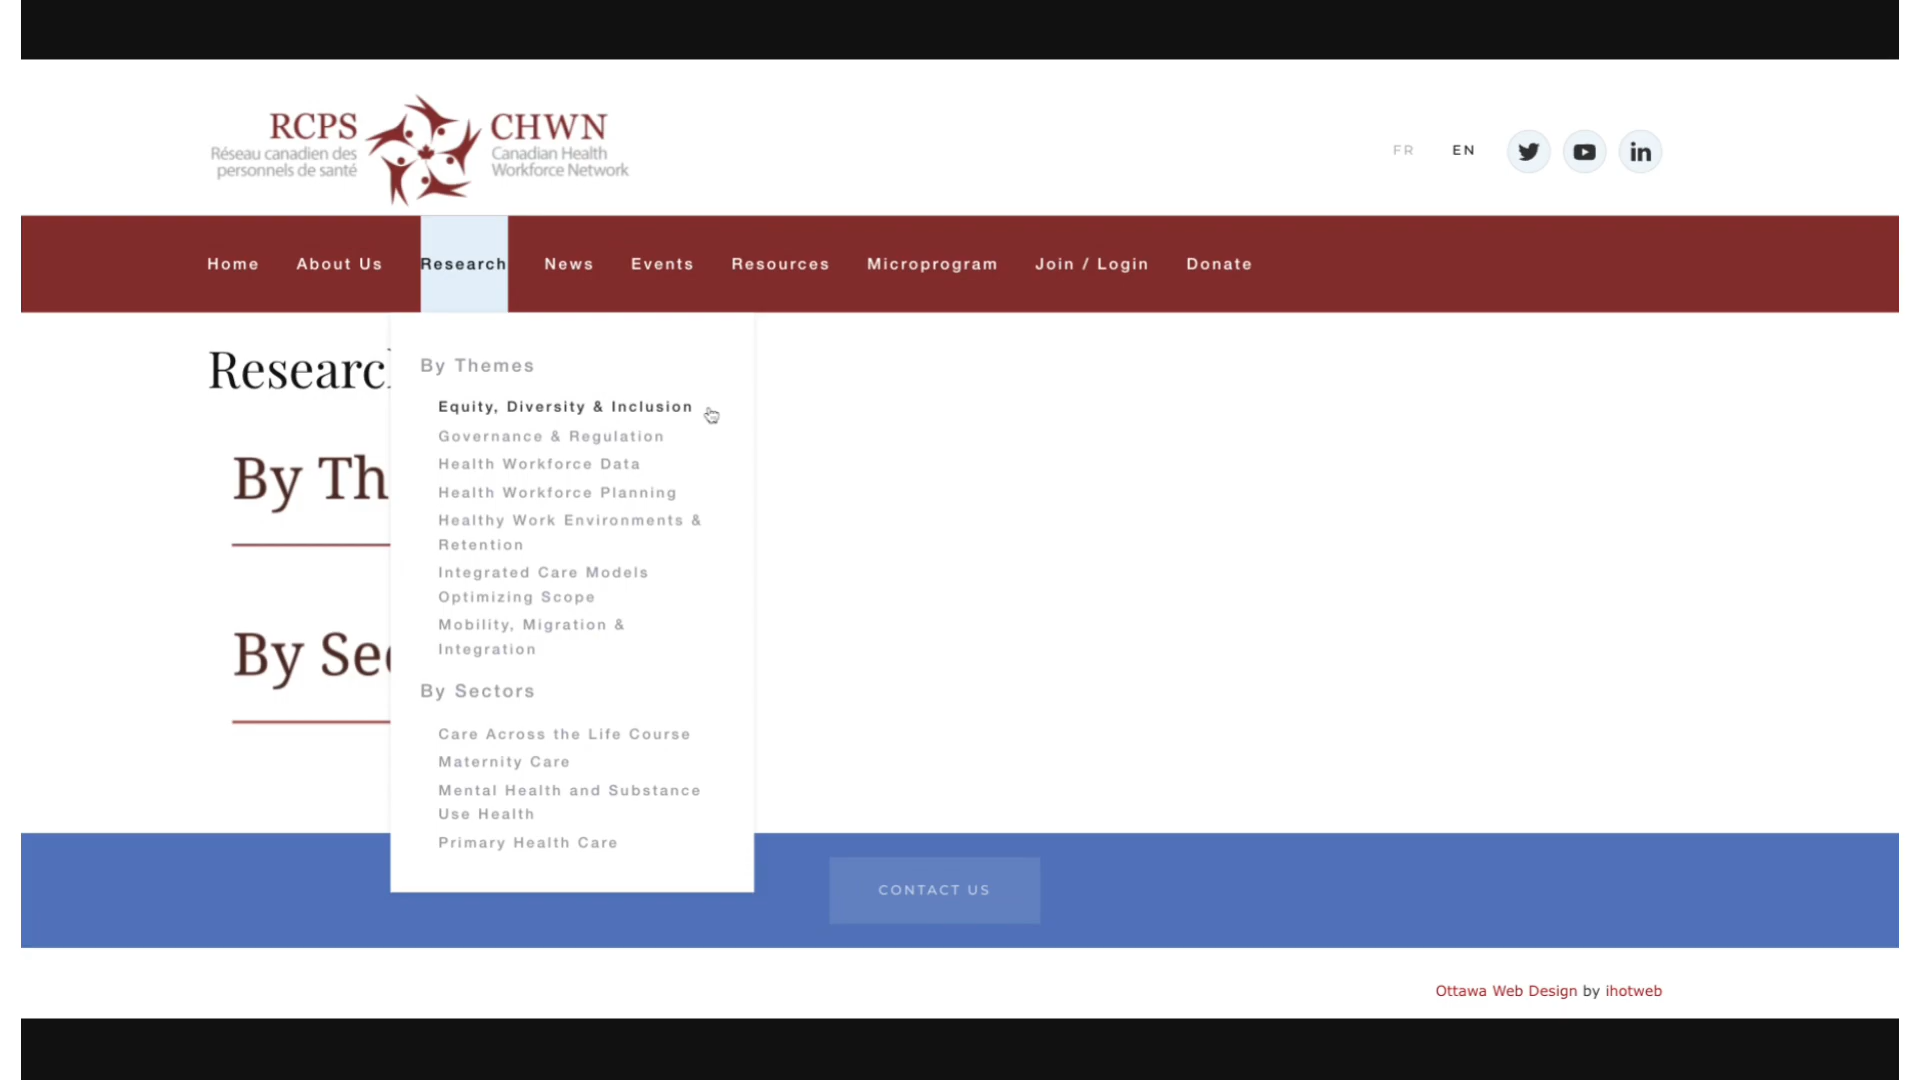 RCPS
Réseau canadien des
personnels de santé
CHWN
Canadian Health
Workforce Network
FR EN
Home About Us Research News Events Resources Microprogram Join / Login Donate
By Themes
Equity, Diversity & Inclusion
Governance & Regulation
Health Workforce Data
Health Workforce Planning
Healthy Work Environments &
Retention
Integrated Care Models
Optimizing Scope
Mobility, Migration &
Integration
By Sectors
Care Across the Life Course
Maternity Care
Mental Health and Substance
Use Health
Primary Health Care
Researc
By Th
By Se
CONTACT US
Ottawa Web Design by ihotweb